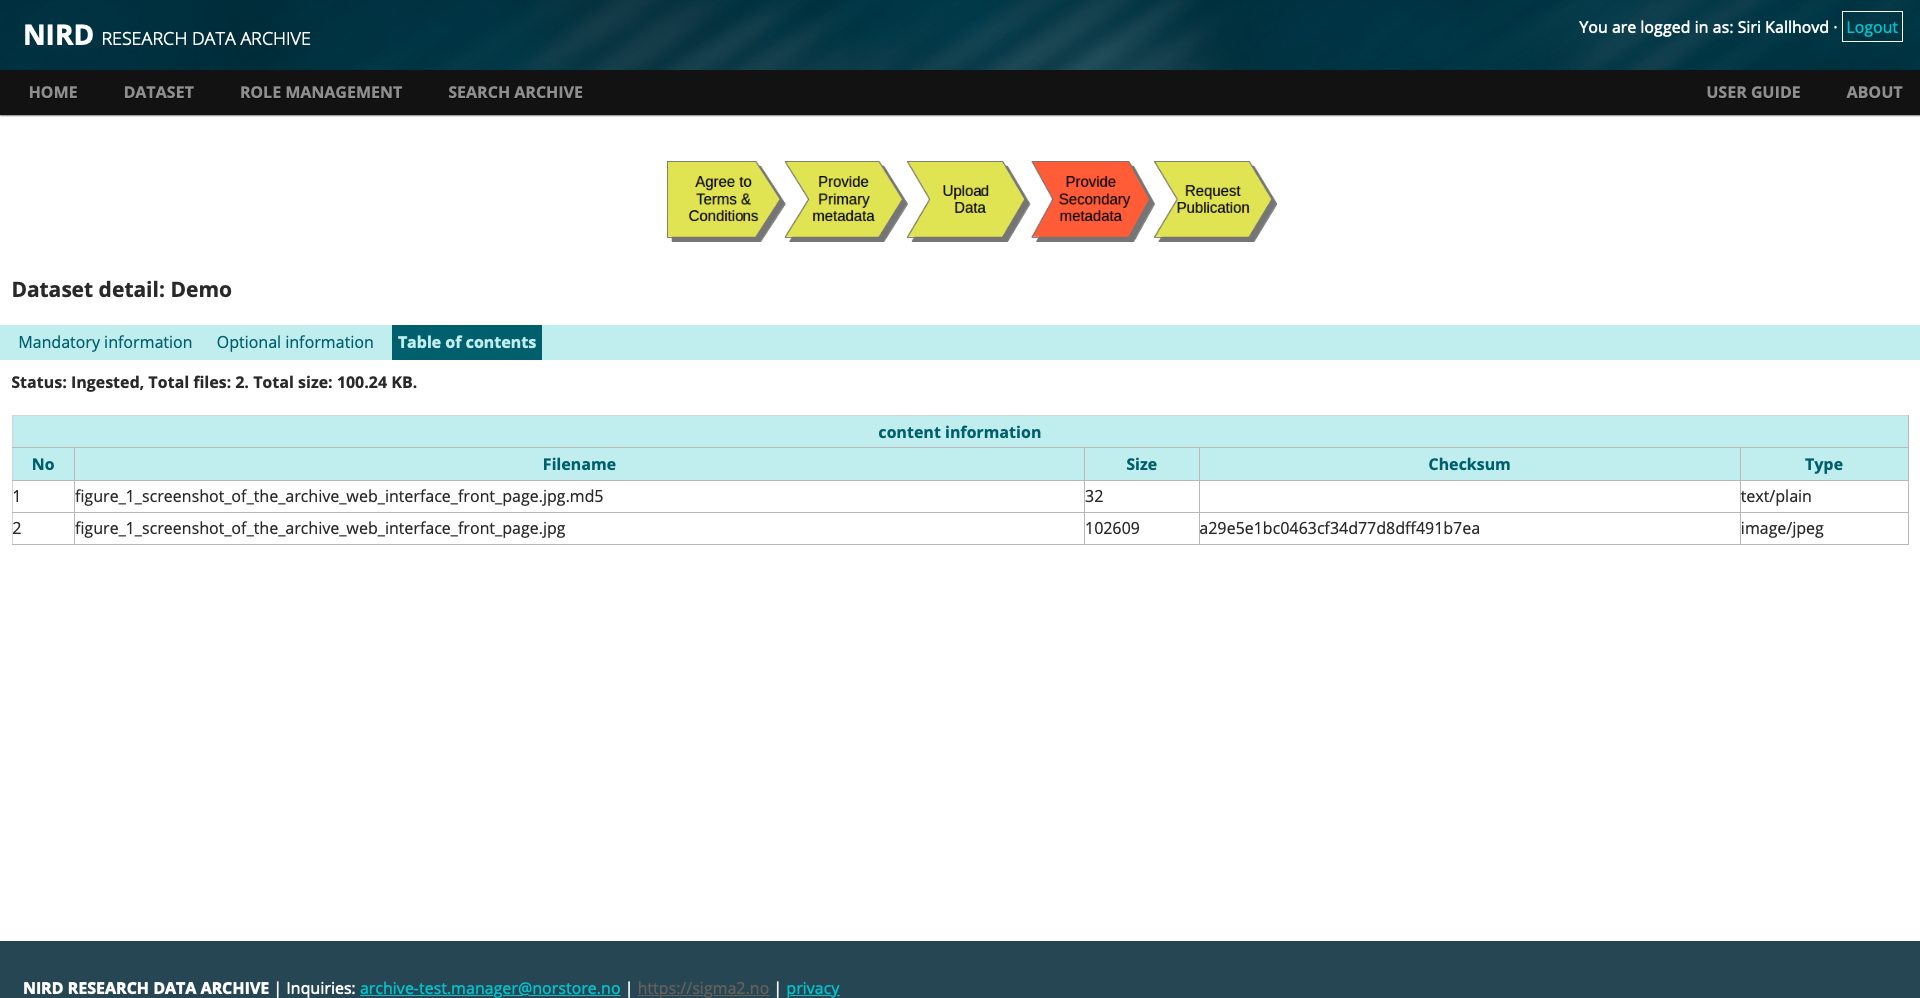 NIRD RESEARCH DATA ARCHIVE
You are logged in as: Siri Kallhovd · Logout
HOME DATASET ROLE MANAGEMENT SEARCH ARCHIVE USER GUIDE ABOUT
Agree to
Terms &
Conditions
Provide
Primary
metadata
Upload
Data
Provide
Secondary
metadata
Request
Publication
Dataset detail: Demo
Mandatory information Optional information Table of contents
Status: Ingested, Total files: 2. Total size: 100.24 KB.
content information
No Filename Size Checksum Type
1 figure_1_screenshot_of_the_archive_web_interface_front_page.jpg.md5 32 text/plain
2 figure_1_screenshot_of_the_archive_web_interface_front_page.jpg 102609 a29e5e1bc0463cf34d77d8dff491b7ea image/jpeg
NIRD RESEARCH DATA ARCHIVE | Inquiries: archive-test.manager@norstore.no | https://sigma2.no | privacy